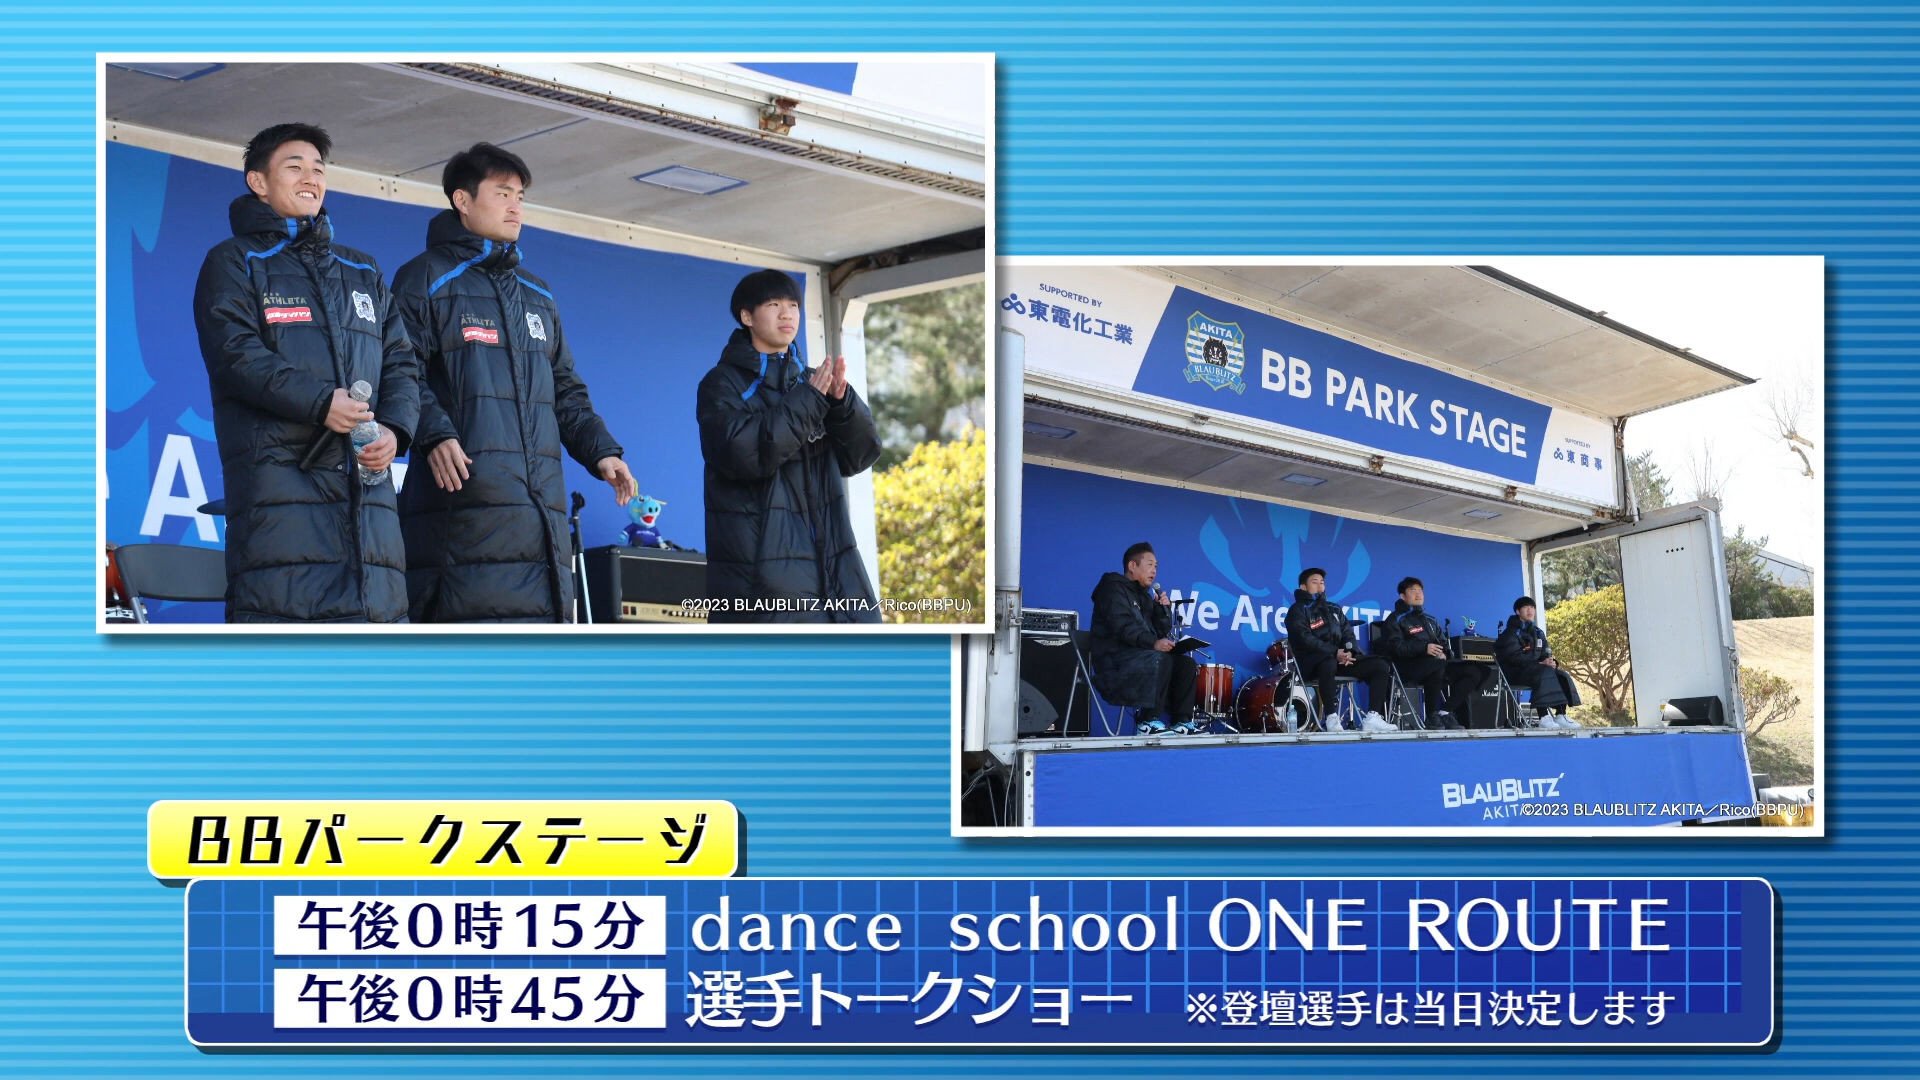 ATHLETA
ATHLETA
A
©2023 BLAUBLITZ AKITA／Rico(BBPU)
SUPPORTED BY
東電化工業
AKITA
BLAUBLITZ
BB PARK STAGE
SUPPORTED BY
東商事
We Are AKITA
Marshall
BLAUBLITZ
AKITA
©2023 BLAUBLITZ AKITA／Rico(BBPU)
BBパークステージ
午後0時15分 dance school ONE ROUTE
午後0時45分 選手トークショー ※登壇選手は当日決定します